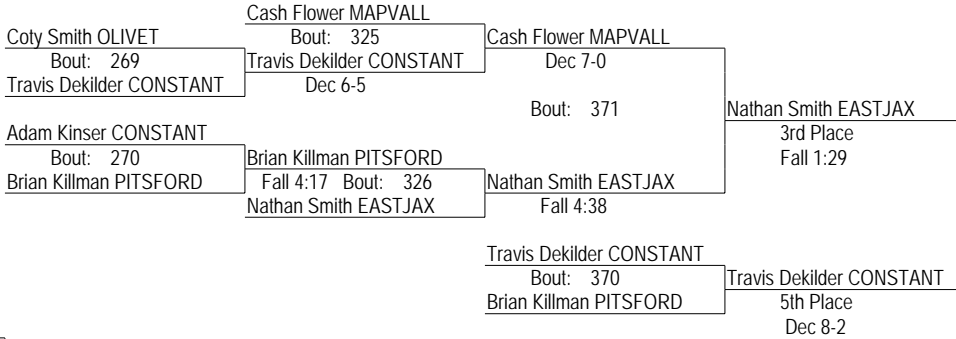 Cash Flower MAPVALL
Coty Smith OLIVET
Bout: 325
Cash Flower MAPVALL
Bout: 269
Travis Dekilder CONSTANT
Dec 7-0
Travis Dekilder CONSTANT
Dec 6-5
Bout: 371
Nathan Smith EASTJAX
Adam Kinser CONSTANT
3rd Place
Bout: 270
Brian Killman PITSFORD
Fall 1:29
Brian Killman PITSFORD
Fall 4:17 Bout: 326
Nathan Smith EASTJAX
Nathan Smith EASTJAX
Fall 4:38
Travis Dekilder CONSTANT
Bout: 370
Travis Dekilder CONSTANT
Brian Killman PITSFORD
5th Place
Dec 8-2